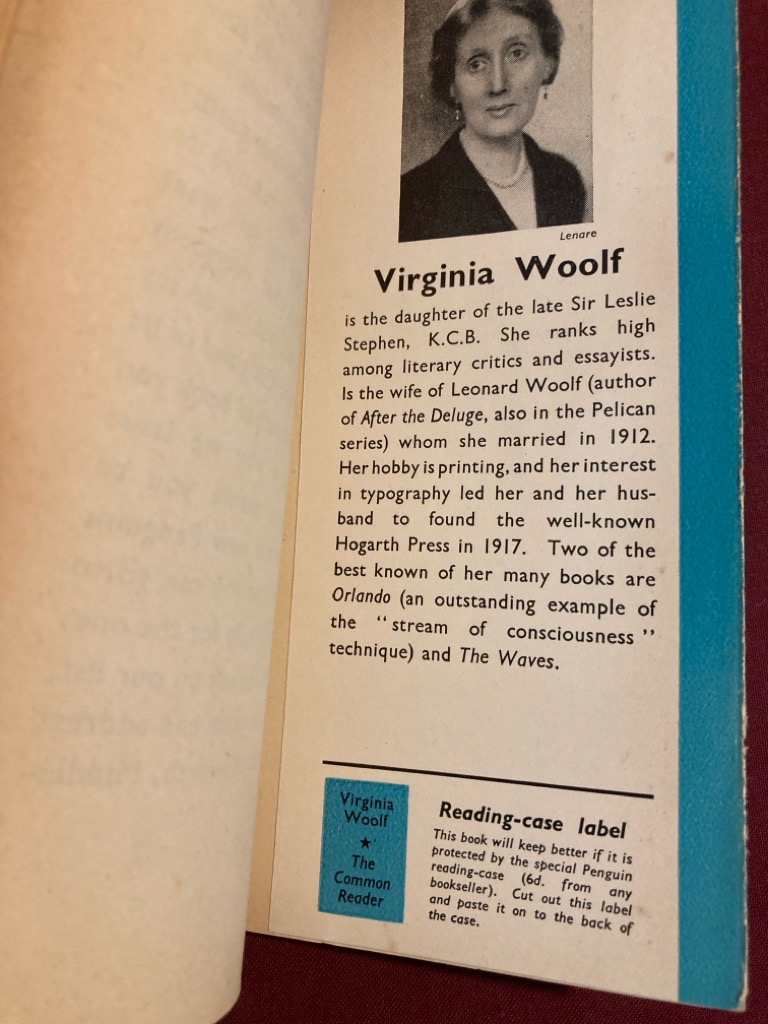 Lenare
Virginia Woolf
is the daughter of the late Sir Leslie
Stephen, K.C.B. She ranks high
among literary critics and essayists.
Is the wife of Leonard Woolf (author
of After the Deluge, also in the Pelican
series) whom she married in 1912.
Her hobby is printing, and her interest
in typography led her and her hus-
band to found the well-known
Hogarth Press in 1917. Two of the
best known of her many books are
Orlando (an outstanding example of
the "stream of consciousness"
technique) and The Waves.
Virginia
Woolf
★
The
Common
Reader
Reading-case label
This book will keep better if it is
protected by the special Penguin
reading-case (6d. from any
bookseller). Cut out this label
and paste it on to the back of
the case.